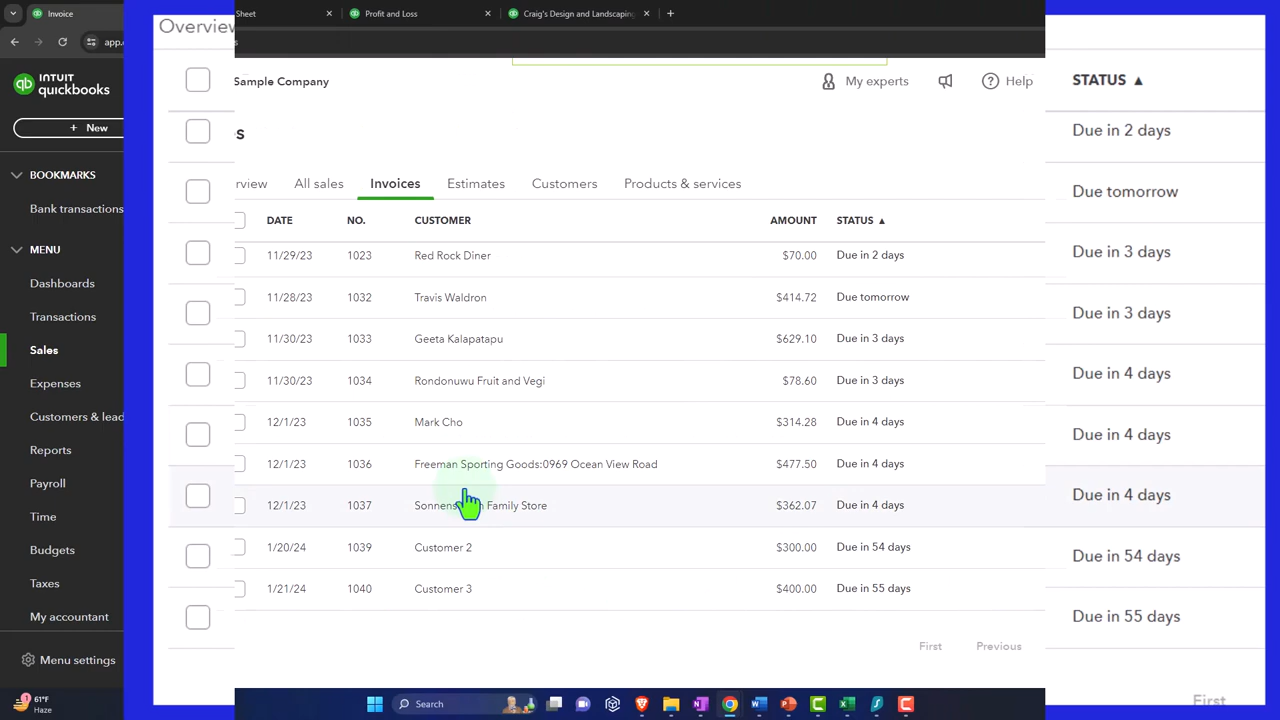 Invoice
Sheet
Profit and Loss
Craig's Design and Landscaping
app.q
Overview
INTUIT
quickbooks
+ New
BOOKMARKS
Bank transactions
MENU
Dashboards
Transactions
Sales
Expenses
Customers & lead
Reports
Payroll
Time
Budgets
Taxes
My accountant
Menu settings
61°F
Haze
Sample Company
My experts
Help
rview
All sales
Invoices
Estimates
Customers
Products & services
DATE NO. CUSTOMER AMOUNT STATUS ▲
11/29/23 1023 Red Rock Diner $70.00 Due in 2 days
11/28/23 1032 Travis Waldron $414.72 Due tomorrow
11/30/23 1033 Geeta Kalapatapu $629.10 Due in 3 days
11/30/23 1034 Rondonuwu Fruit and Vegi $78.60 Due in 3 days
12/1/23 1035 Mark Cho $314.28 Due in 4 days
12/1/23 1036 Freeman Sporting Goods:0969 Ocean View Road $477.50 Due in 4 days
12/1/23 1037 Family Store $362.07 Due in 4 days
1/20/24 1039 Customer 2 $300.00 Due in 54 days
1/21/24 1040 Customer 3 $400.00 Due in 55 days
First Previous
Search
STATUS ▲
Due in 2 days
Due tomorrow
Due in 3 days
Due in 3 days
Due in 4 days
Due in 4 days
Due in 4 days
Due in 54 days
Due in 55 days
First